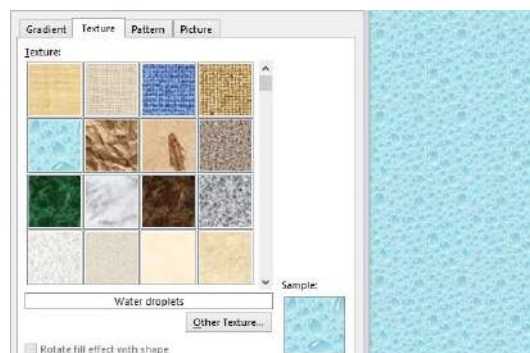 Gradient Texture Pattern Picture
Texture:
Sample:
Water droplets
Other Texture...
Rotate fill effect with shape